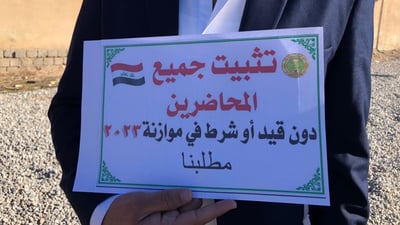 تثبيت جميع
المحاضرين
دون قيد أو شرط في موازنة ٢٠٢٣
مطلبنا